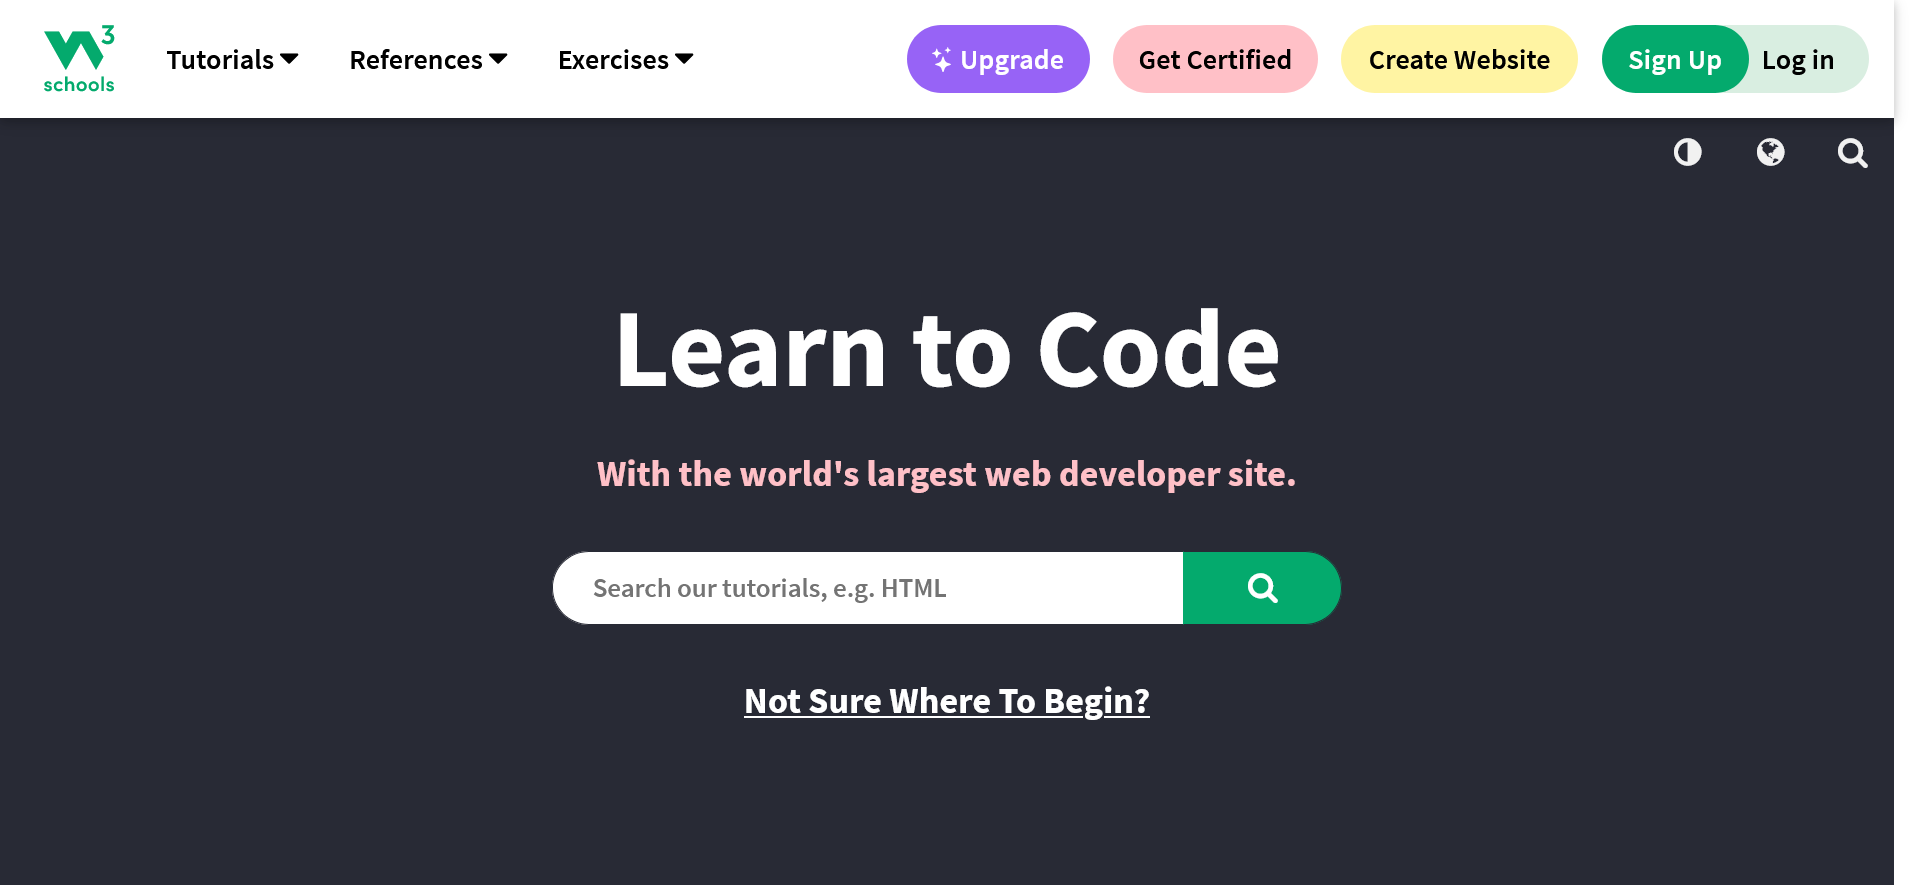 W3 schools
Tutorials
References
Exercises
Upgrade
Get Certified
Create Website
Sign Up
Log in
Learn to Code
With the world's largest web developer site.
Search our tutorials, e.g. HTML
Not Sure Where To Begin?